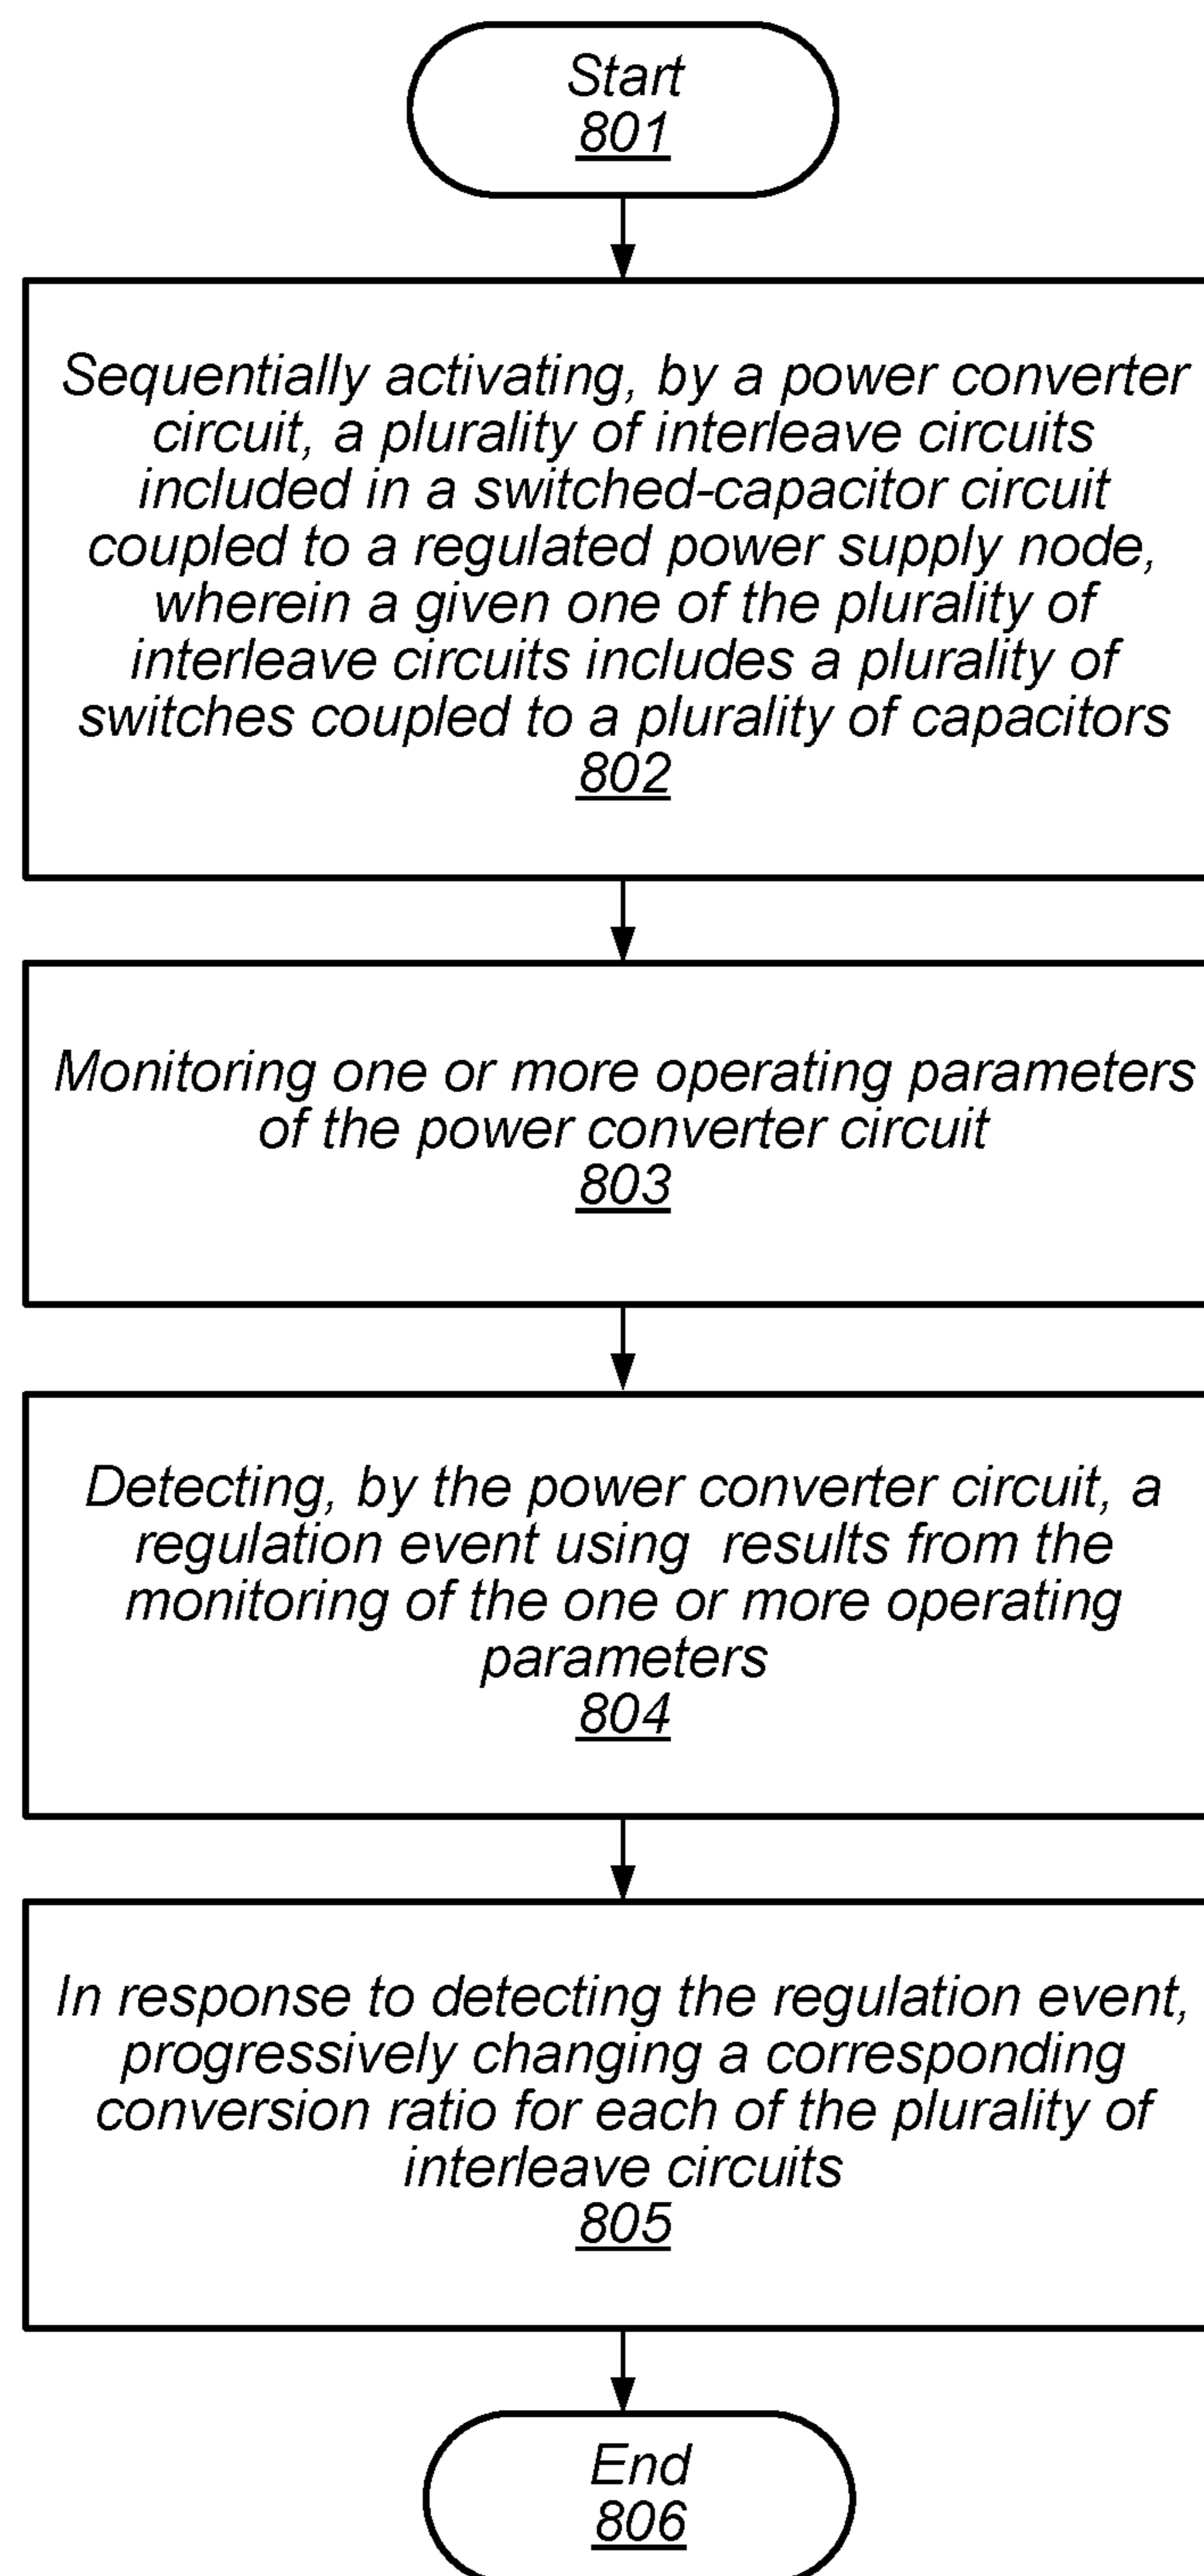 Start
801
Sequentially activating, by a power converter
circuit, a plurality of interleave circuits
included in a switched-capacitor circuit
coupled to a regulated power supply node,
wherein a given one of the plurality of
interleave circuits includes a plurality of
switches coupled to a plurality of capacitors
802
Monitoring one or more operating parameters
of the power converter circuit
803
Detecting, by the power converter circuit, a
regulation event using  results from the
monitoring of the one or more operating
parameters
804
In response to detecting the regulation event,
progressively changing a corresponding
conversion ratio for each of the plurality of
interleave circuits
805
End
806